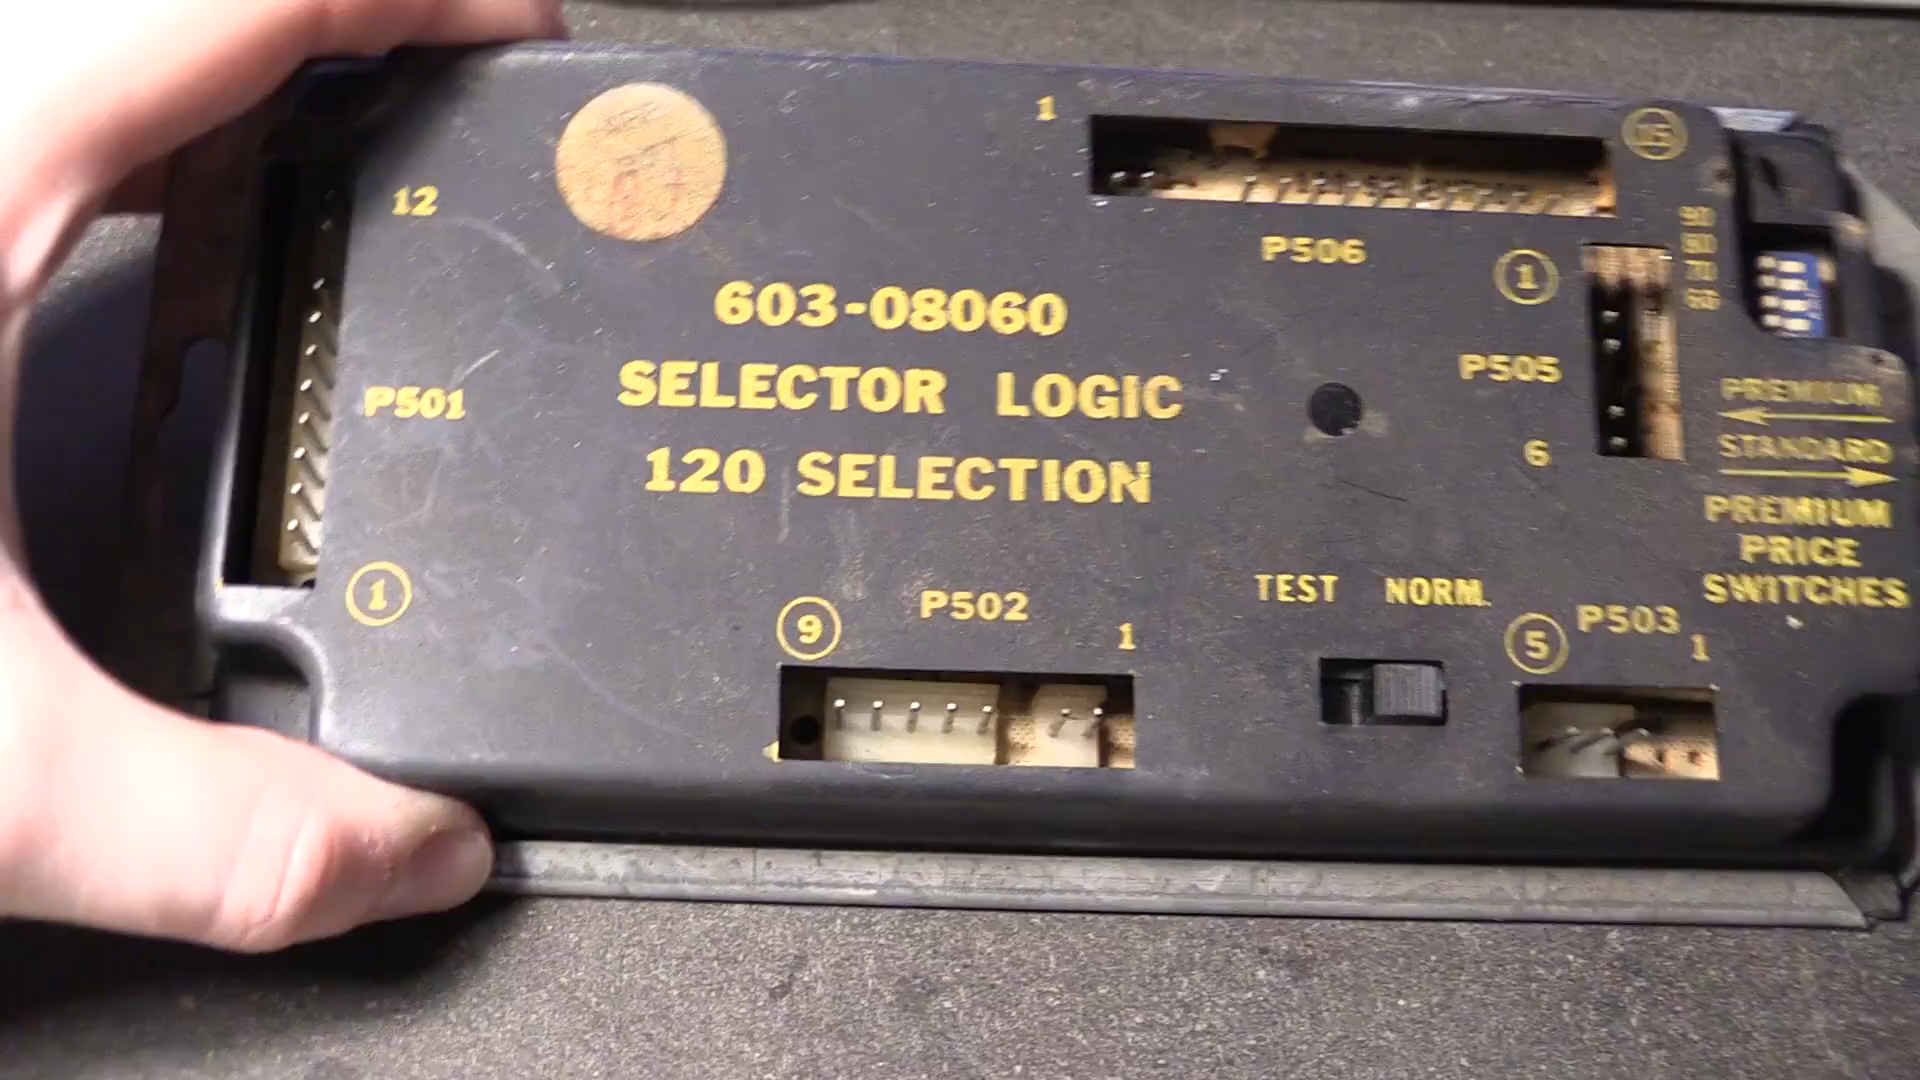 1
15
12
P506
90
80
70
66
1
603-08060
P501
SELECTOR LOGIC
P505
PREMIUM
STANDARD
120 SELECTION
6
PREMIUM
PRICE
SWITCHES
1
9
P502
1
TEST NORM.
5
P503
1